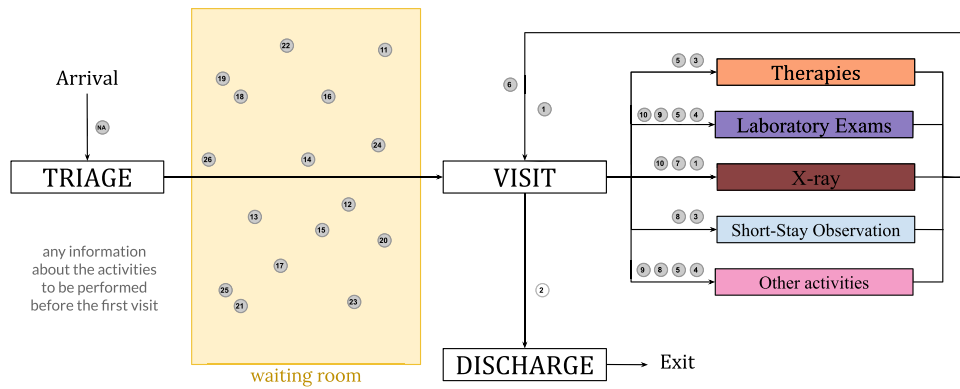 22
11
19
18
16
Arrival
NA
24
26
14
TRIAGE
13
12
15
20
17
25
21
23
any information
about the activities
to be performed
before the first visit
waiting room
6
1
VISIT
2
DISCHARGE
Exit
5 3
Therapies
10 9 5 4
Laboratory Exams
10 7 1
X-ray
8 3
Short-Stay Observation
9 8 5 4
Other activities